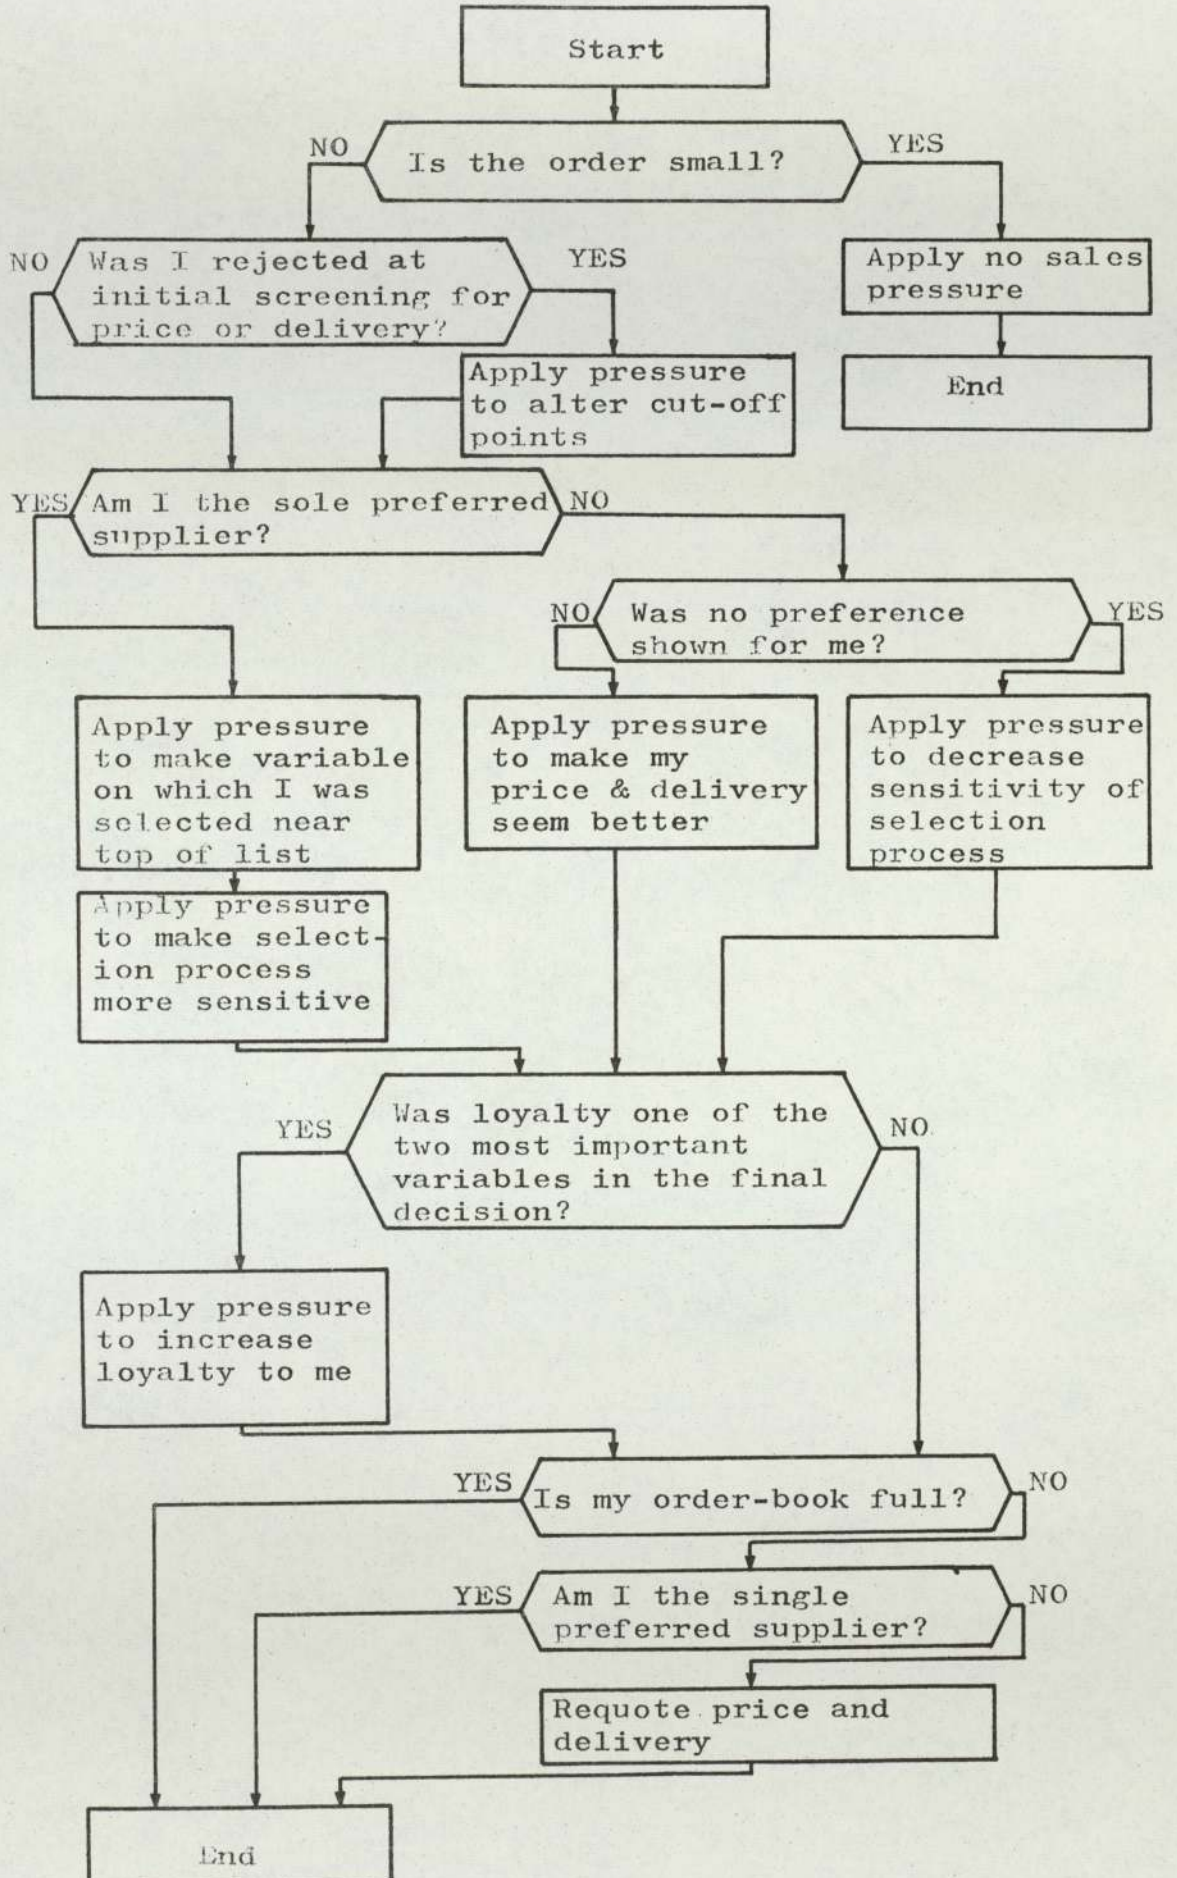 Start
NO
Is the order small?
YES
NO
Was I rejected at
initial screening for
price or delivery?
YES
Apply no sales
pressure
End
Apply pressure
to alter cut-off
points
YES
Am I the sole preferred
supplier?
NO
NO
Was no preference
shown for me?
YES
Apply pressure
to make variable
on which I was
selected near
top of list
Apply pressure
to make my
price & delivery
seem better
Apply pressure
to decrease
sensitivity of
selection
process
Apply pressure
to make select-
ion process
more sensitive
YES
Was loyalty one of the
two most important
variables in the final
decision?
NO
Apply pressure
to increase
loyalty to me
YES
Is my order-book full?
NO
YES
Am I the single
preferred supplier?
NO
Requote price and
delivery
End